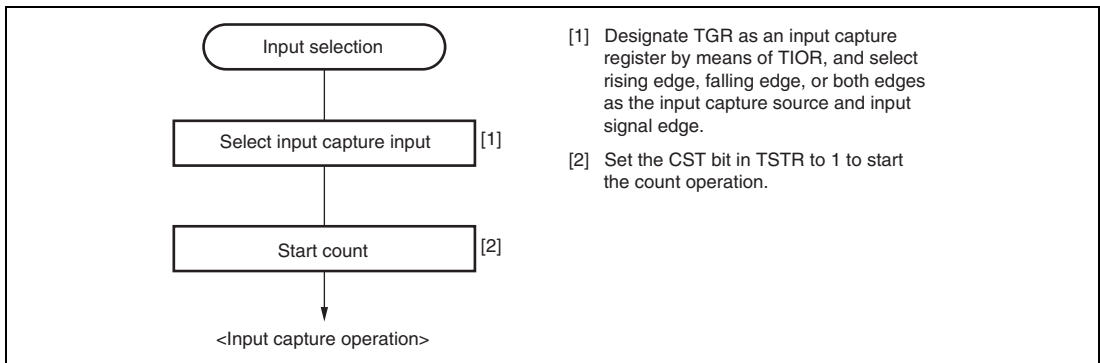 Input selection
Select input capture input
[1]
Start count
[2]
<Input capture operation>
[1] Designate TGR as an input capture
register by means of TIOR, and select
rising edge, falling edge, or both edges
as the input capture source and input
signal edge.
[2] Set the CST bit in TSTR to 1 to start
the count operation.